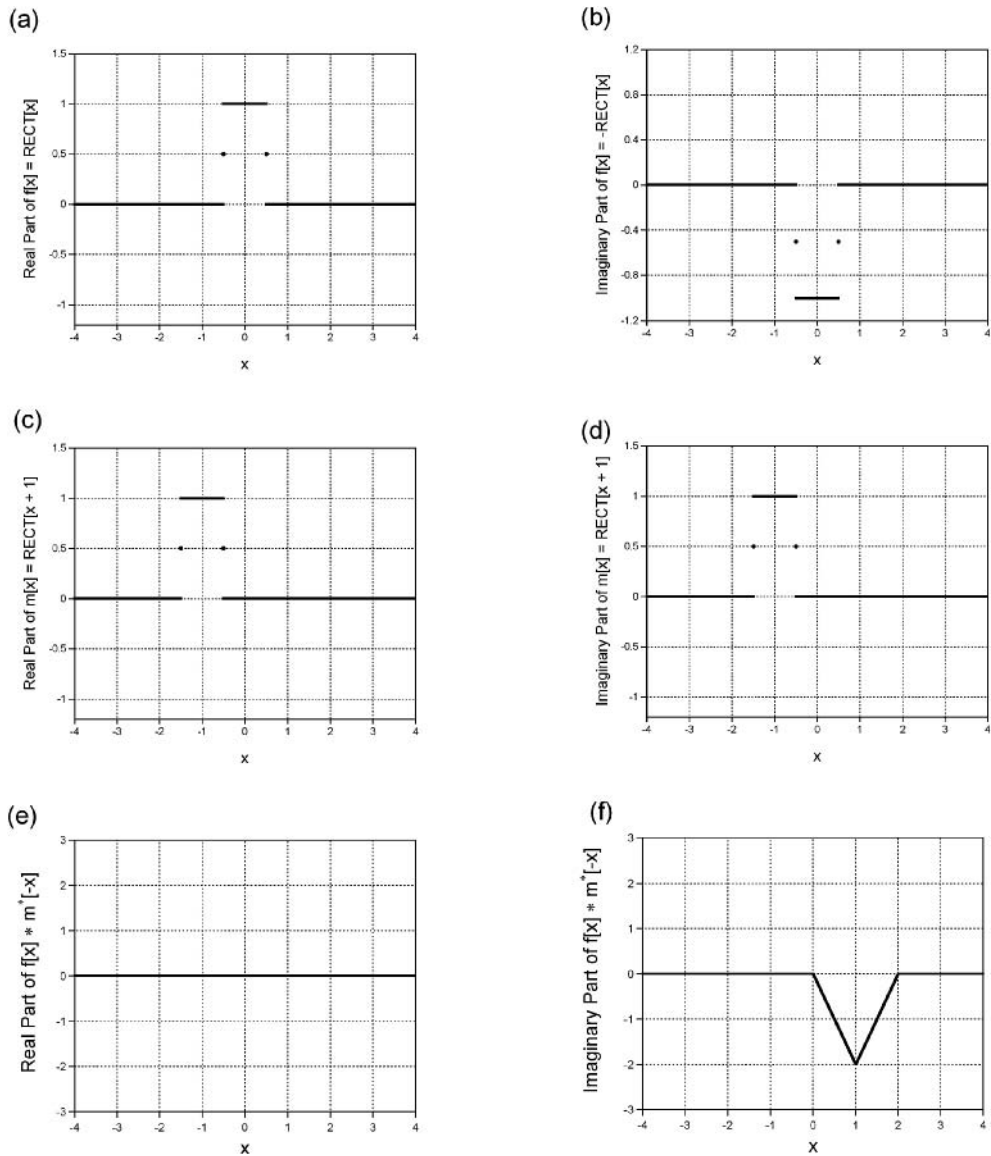 (a)
Real Part of f[x] = RECT[x]
1.5
1
0.5
0
-0.5
-1
-4 -3 -2 -1 0 1 2 3 4
x
(b)
Imaginary Part of f[x] = -RECT[x]
1.2
0.8
0.4
0
-0.4
-0.8
-1.2
-4 -3 -2 -1 0 1 2 3 4
x
(c)
Real Part of m[x] = RECT[x + 1]
1.5
1
0.5
0
-0.5
-1
-4 -3 -2 -1 0 1 2 3 4
x
(d)
Imaginary Part of m[x] = RECT[x + 1]
1.5
1
0.5
0
-0.5
-1
-4 -3 -2 -1 0 1 2 3 4
x
(e)
Real Part of f[x] * m*[-x]
3
2
1
0
-1
-2
-3
-4 -3 -2 -1 0 1 2 3 4
x
(f)
Imaginary Part of f[x] * m*[-x]
3
2
1
0
-1
-2
-3
-4 -3 -2 -1 0 1 2 3 4
x